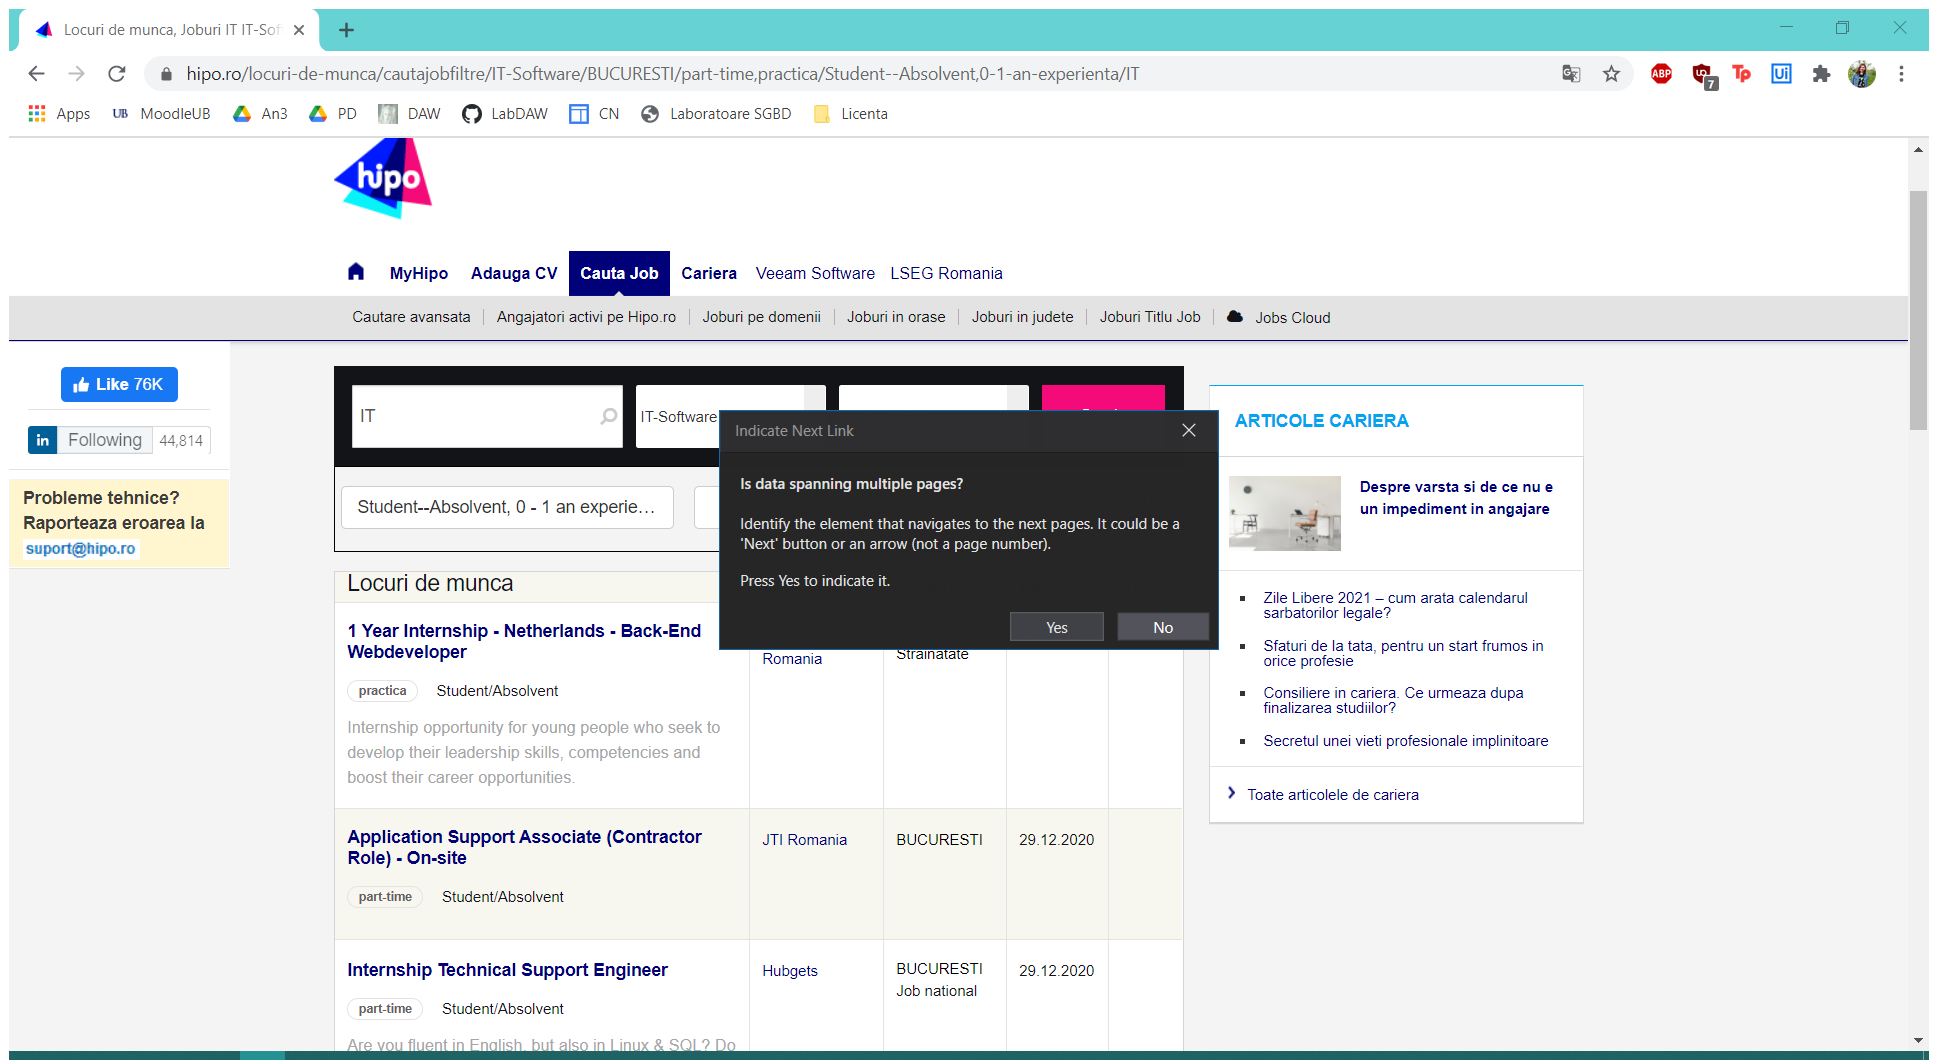 Locuri de munca, Joburi IT IT-Sof
hipo.ro/locuri-de-munca/cautajobfiltre/IT-Software/BUCURESTI/part-time,practica/Student--Absolvent,0-1-an-experienta/IT
ABP
7
Tp
Ui
Apps
UB MoodleUB
An3
PD
DAW
LabDAW
CN
Laboratoare SGBD
Licenta
hipo
MyHipo
Adauga CV
Cauta Job
Cariera
Veeam Software
LSEG Romania
Cautare avansata
Angajatori activi pe Hipo.ro
Joburi pe domenii
Joburi in orase
Joburi in judete
Joburi Titlu Job
Jobs Cloud
Like 76K
in Following 44,814
Probleme tehnice?
Raporteaza eroarea la
suport@hipo.ro
IT
IT-Software
Student--Absolvent, 0 - 1 an experie...
Indicate Next Link
Is data spanning multiple pages?
Identify the element that navigates to the next pages. It could be a
'Next' button or an arrow (not a page number).
Press Yes to indicate it.
Yes
No
Locuri de munca
1 Year Internship - Netherlands - Back-End
Webdeveloper
practica
Student/Absolvent
Internship opportunity for young people who seek to
develop their leadership skills, competencies and
boost their career opportunities.
Romania
Strainatate
Application Support Associate (Contractor
Role) - On-site
part-time
Student/Absolvent
JTI Romania
BUCURESTI
29.12.2020
Internship Technical Support Engineer
part-time
Student/Absolvent
Are you fluent in English, but also in Linux & SQL? Do
Hubgets
BUCURESTI
Job national
29.12.2020
ARTICOLE CARIERA
Despre varsta si de ce nu e
un impediment in angajare
Zile Libere 2021 – cum arata calendarul
sarbatorilor legale?
Sfaturi de la tata, pentru un start frumos in
orice profesie
Consiliere in cariera. Ce urmeaza dupa
finalizarea studiilor?
Secretul unei vieti profesionale implinitoare
Toate articolele de cariera